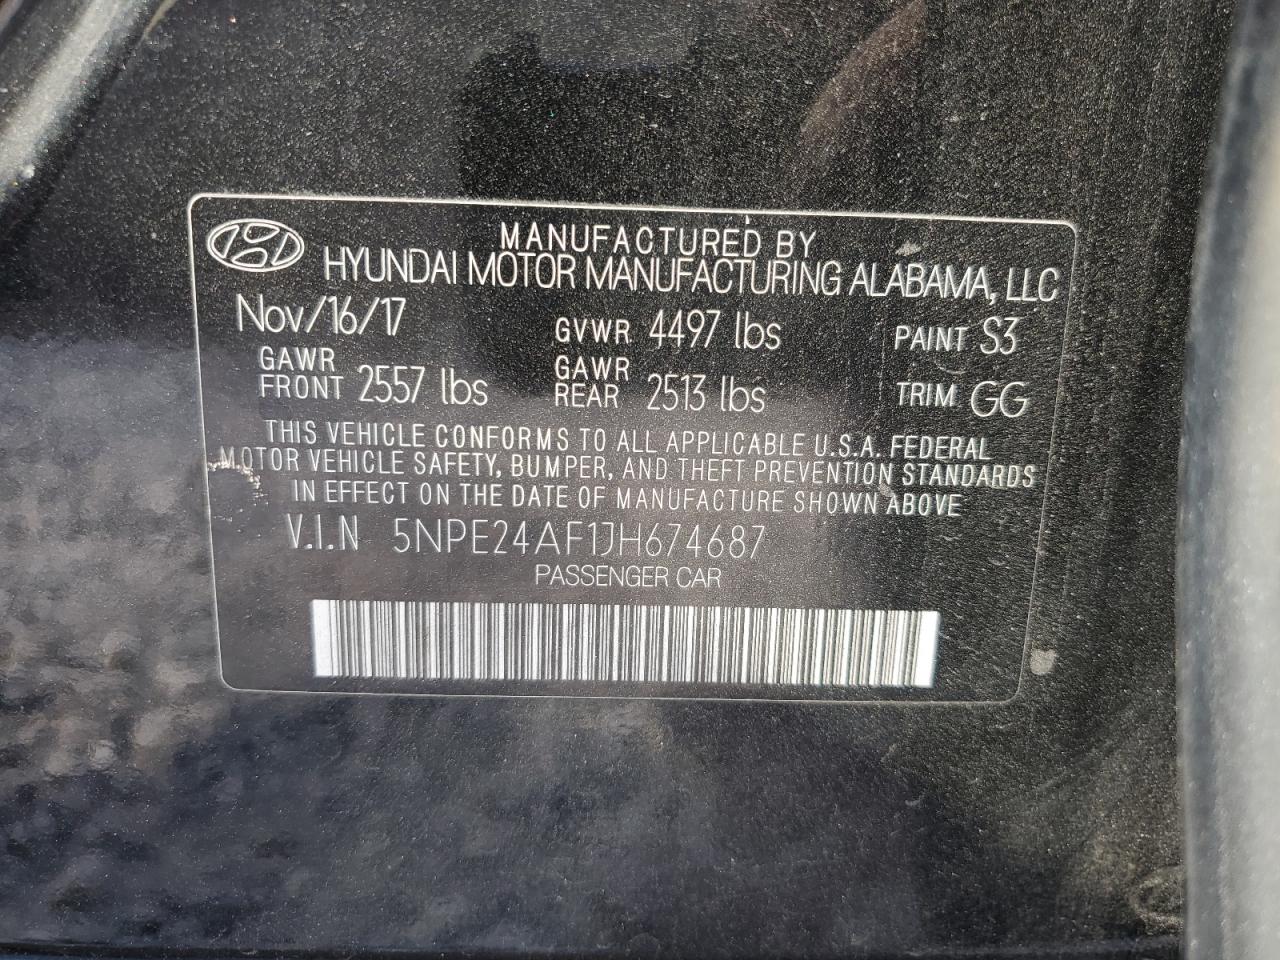 MANUFACTURED BY
HYUNDAI MOTOR MANUFACTURING ALABAMA, LLC
Nov/16/17 GVWR 4497 lbs PAINT S3
GAWR FRONT 2557 lbs GAWR REAR 2513 lbs TRIM GG
THIS VEHICLE CONFORMS TO ALL APPLICABLE U.S.A. FEDERAL
MOTOR VEHICLE SAFETY, BUMPER, AND THEFT PREVENTION STANDARDS
IN EFFECT ON THE DATE OF MANUFACTURE SHOWN ABOVE
V.I.N 5NPE24AF1JH674687
PASSENGER CAR